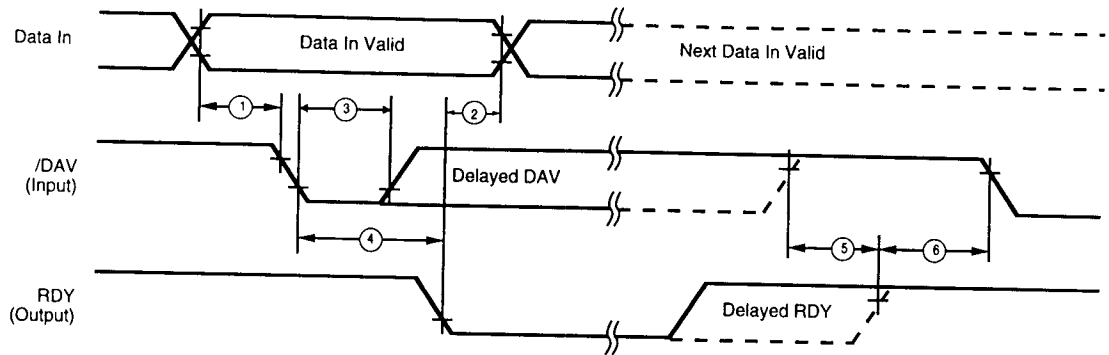 Data In
Data In Valid
Next Data In Valid
1
3
2
/DAV
(Input)
Delayed DAV
4
5
6
RDY
(Output)
Delayed RDY